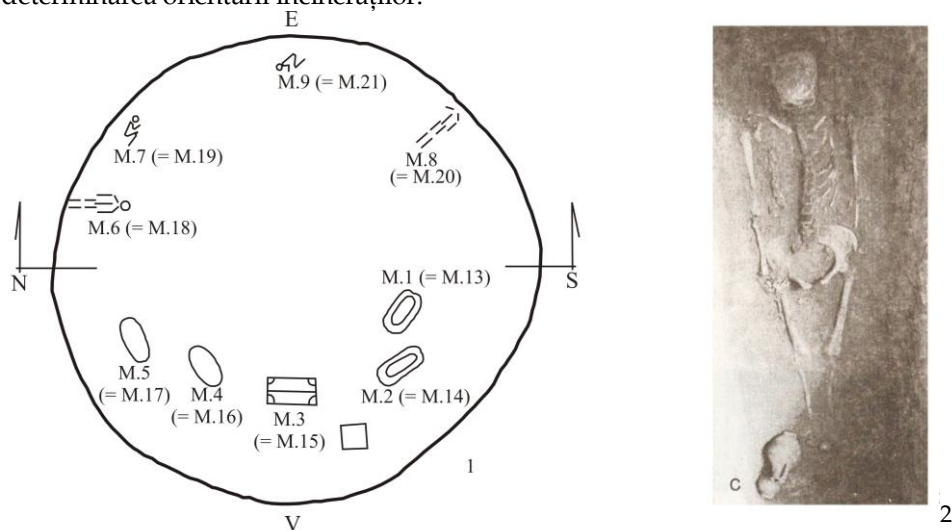 determinarea orientării incineraților.
E
M.9 (= M.21)
M.7 (= M.19)
M.8
(= M.20)
M.6 (= M.18)
N
S
M.1 (= M.13)
M.5
(= M.17)
M.4
(= M.16)
M.3
(= M.15)
M.2 (= M.14)
1
V
C
2